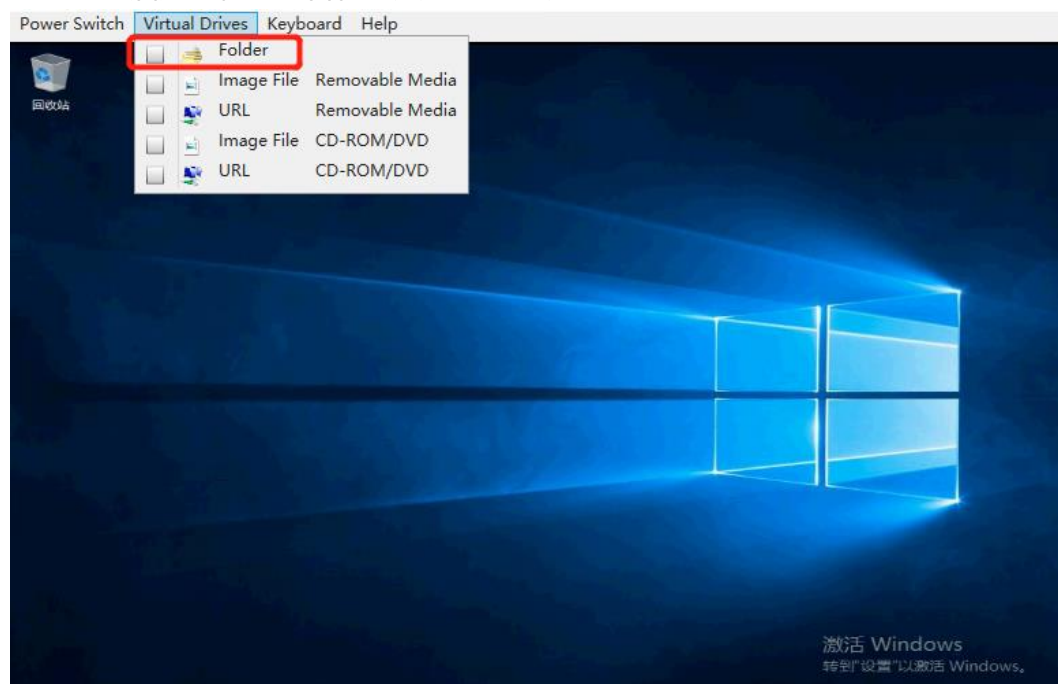 Power Switch Virtual Drives Keyboard Help
Folder
Image File Removable Media
URL Removable Media
Image File CD-ROM/DVD
URL CD-ROM/DVD
回收站
激活 Windows
转到"设置"以激活 Windows。